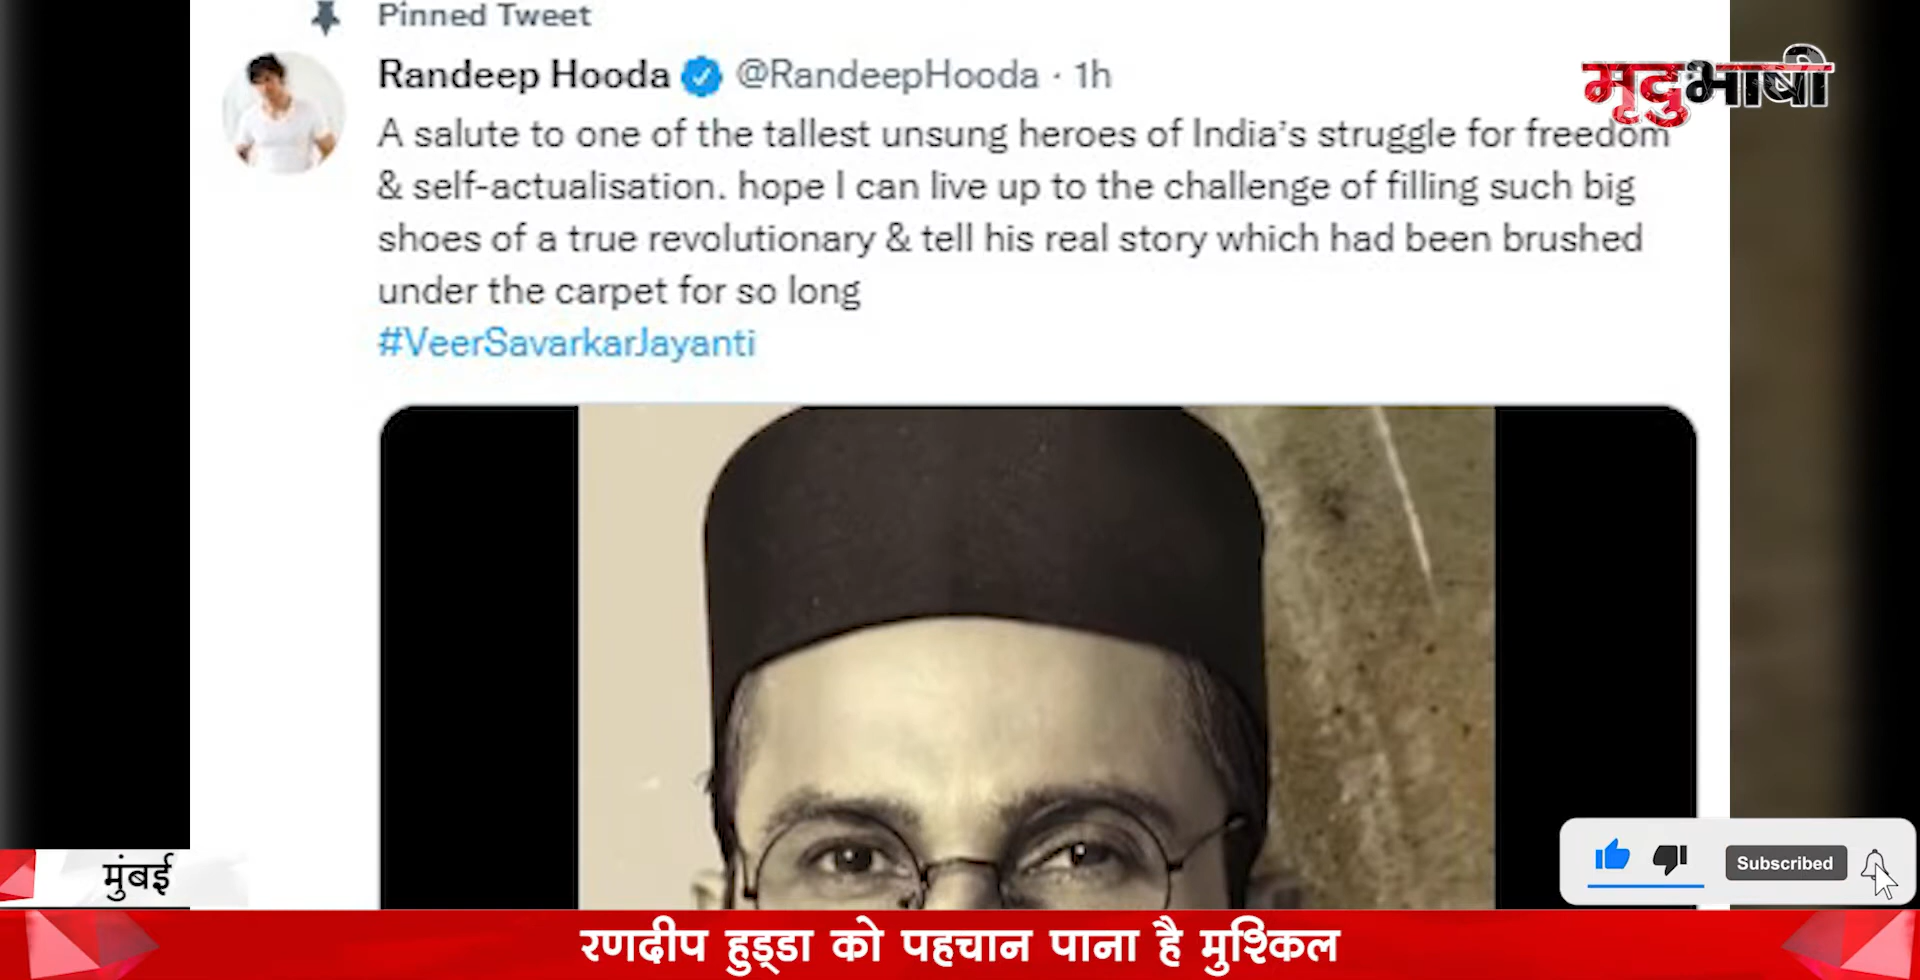 Pinned Tweet
Randeep Hooda @RandeepHooda · 1h
मृदुभाषी
A salute to one of the tallest unsung heroes of India's struggle for freedom
& self-actualisation. hope I can live up to the challenge of filling such big
shoes of a true revolutionary & tell his real story which had been brushed
under the carpet for so long
#VeerSavarkarJayanti
मुंबई
Subscribed
रणदीप हुड्डा को पहचान पाना है मुश्किल